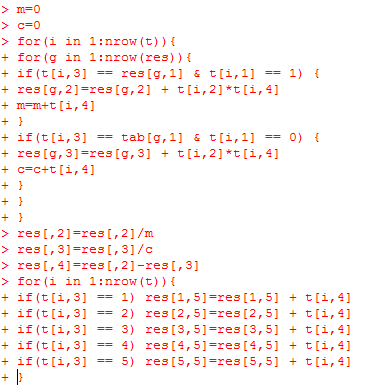 > m=0
> c=0
> for(i in 1:nrow(t)){
+ for(g in 1:nrow(res)){
+ if(t[i,3] == res[g,1] & t[i,1] == 1) {
+ res[g,2]=res[g,2] + t[i,2]*t[i,4]
+ m=m+t[i,4]
+ }
+ if(t[i,3] == tab[g,1] & t[i,1] == 0) {
+ res[g,3]=res[g,3] + t[i,2]*t[i,4]
+ c=c+t[i,4]
+ }
+ }
+ }
> res[,2]=res[,2]/m
> res[,3]=res[,3]/c
> res[,4]=res[,2]-res[,3]
> for(i in 1:nrow(t)){
+ if(t[i,3] == 1) res[1,5]=res[1,5] + t[i,4]
+ if(t[i,3] == 2) res[2,5]=res[2,5] + t[i,4]
+ if(t[i,3] == 3) res[3,5]=res[3,5] + t[i,4]
+ if(t[i,3] == 4) res[4,5]=res[4,5] + t[i,4]
+ if(t[i,3] == 5) res[5,5]=res[5,5] + t[i,4]
+ }